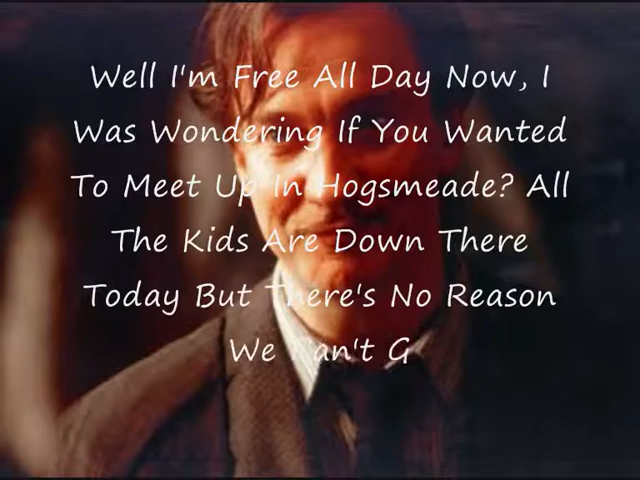 Well I'm Free All Day Now, I
Was Wondering If You Wanted
To Meet Up In Hogsmeade? All
The Kids Are Down There
Today But There's No Reason
We Can't G